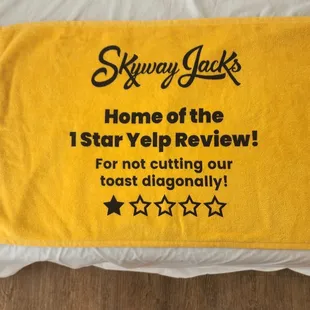 Skyway Jacks
Home of the
1 Star Yelp Review!
For not cutting our
toast diagonally!
★☆☆☆☆